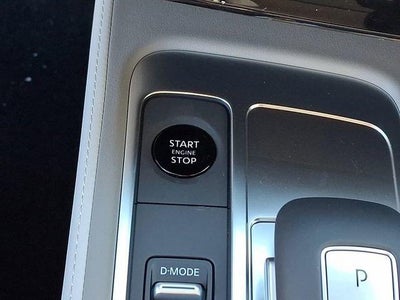 START
ENGINE
STOP
D-MODE
P